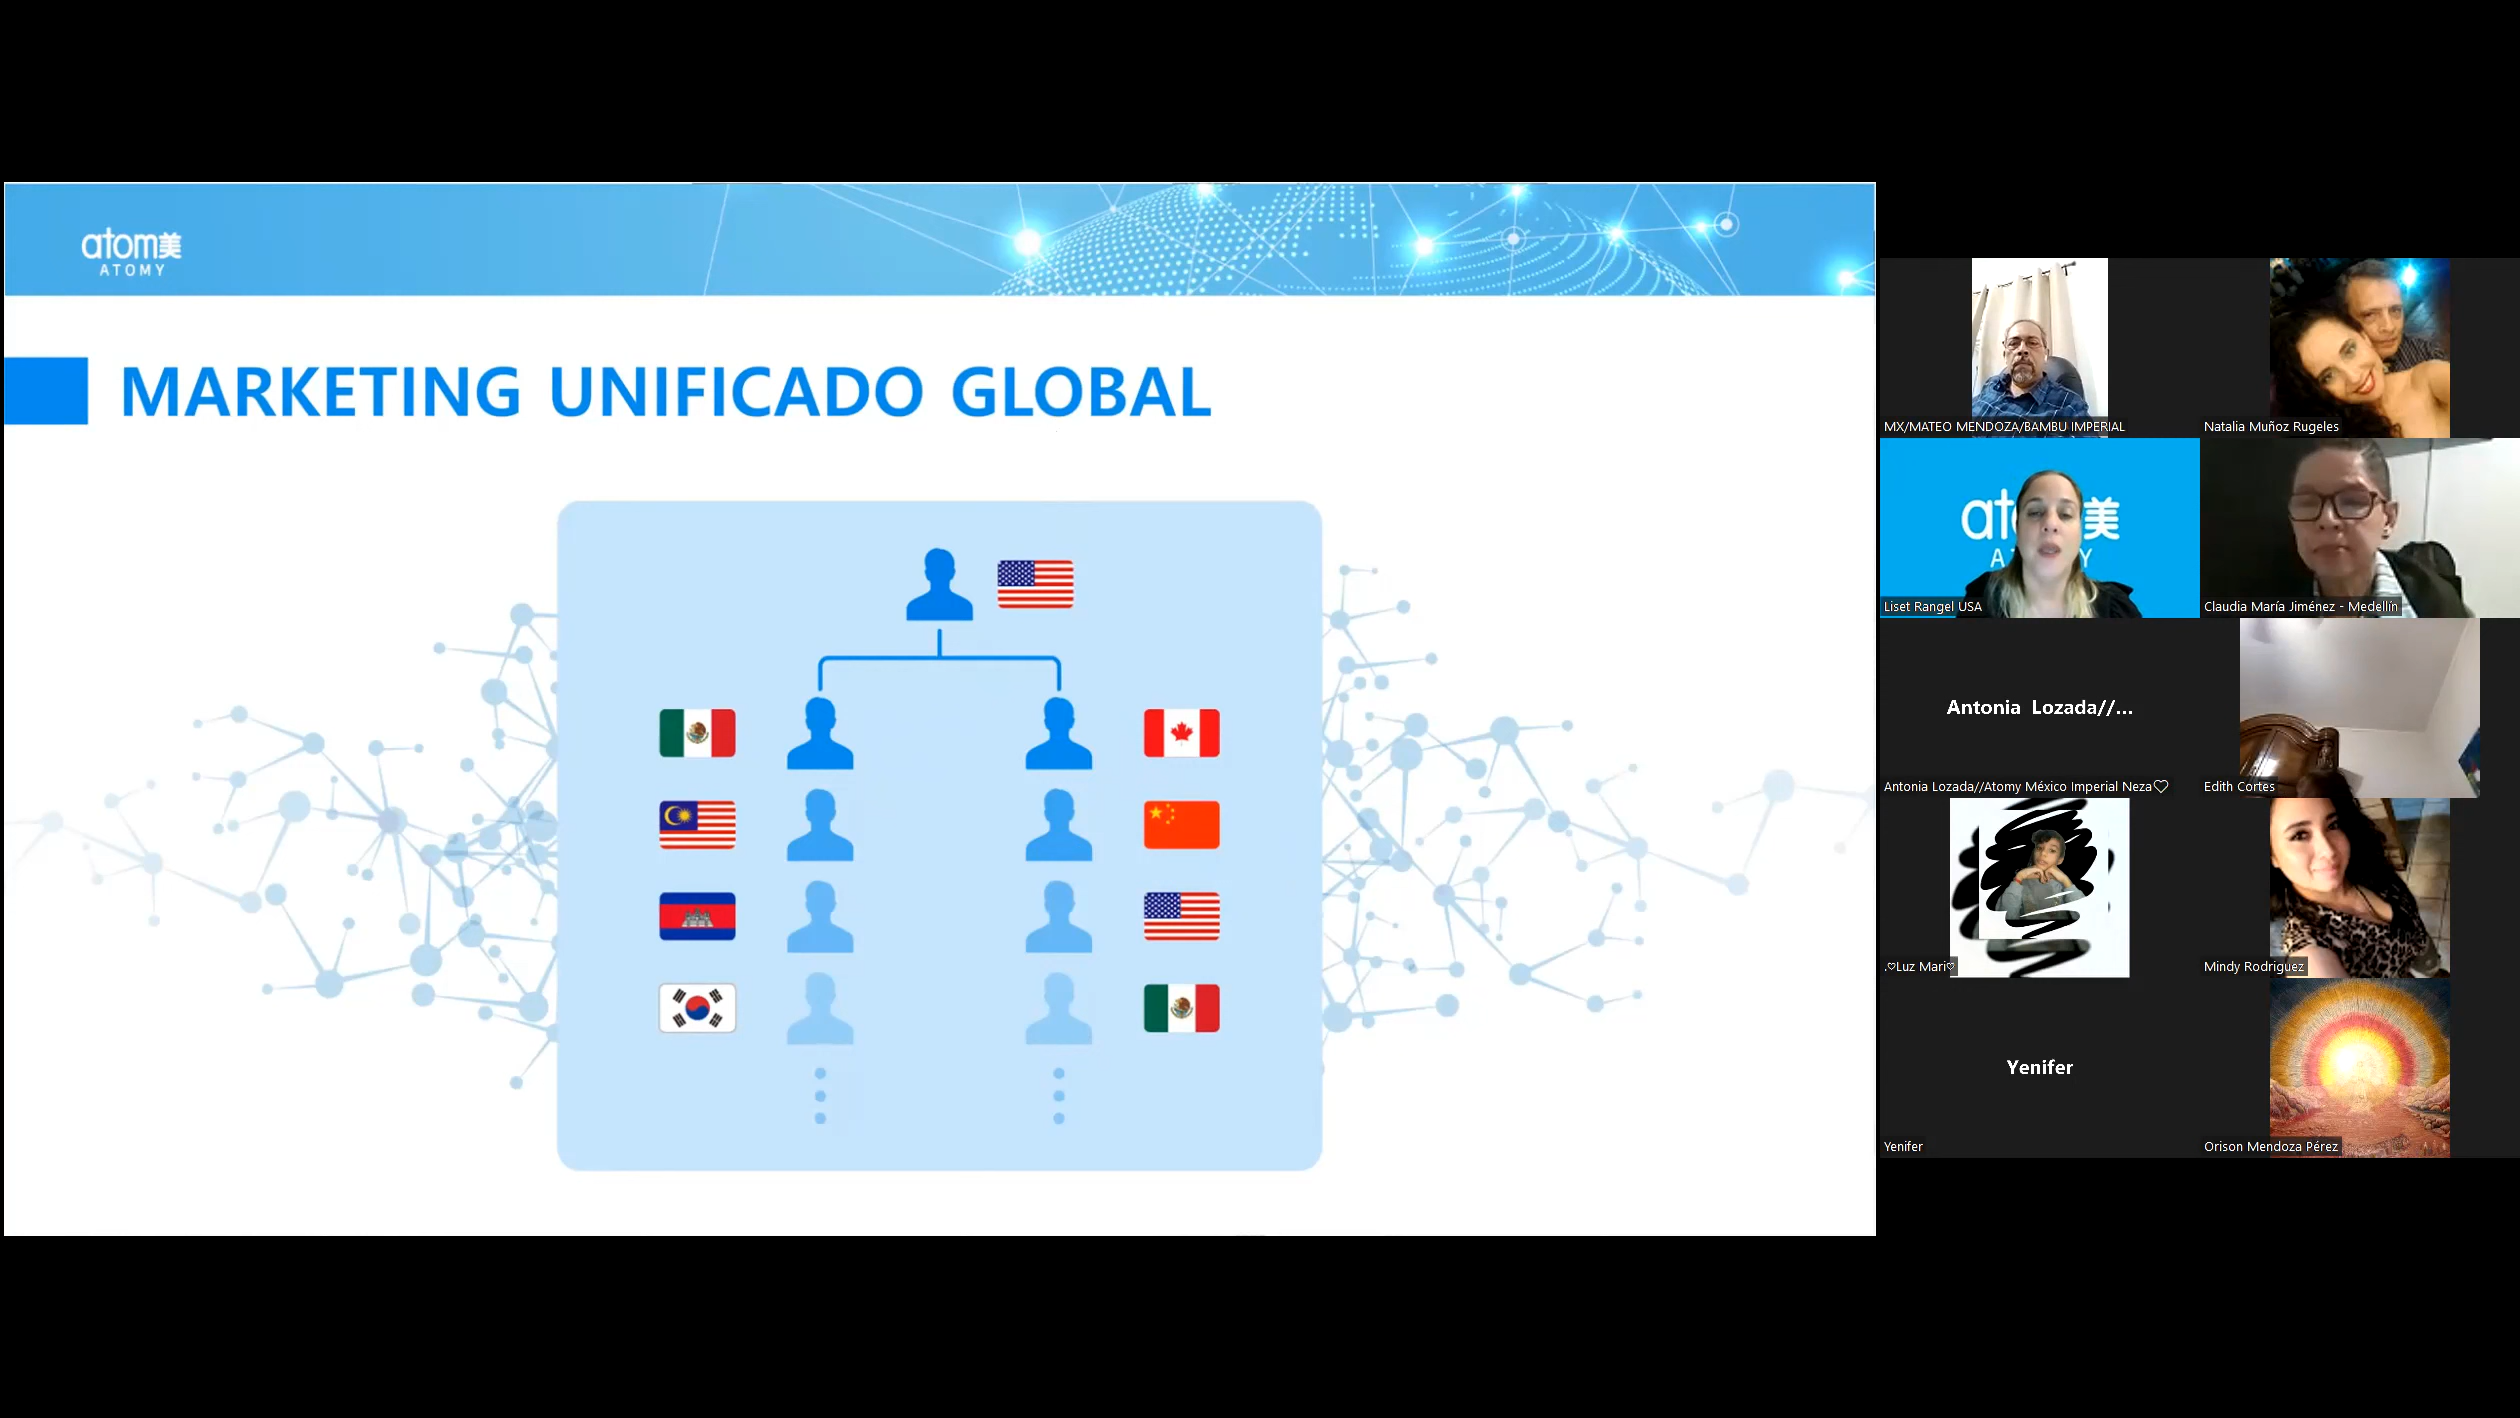 atom美
ATOMY
MARKETING UNIFICADO GLOBAL
MX/MATEO MENDOZA/BAMBU IMPERIAL
Natalia Muñoz Rugeles
at 美
A Y
Liset Rangel USA
Claudia María Jiménez - Medellín
Antonia Lozada//...
Antonia Lozada//Atomy México Imperial Neza♡
Edith Cortes
.♡Luz Mari♡
Mindy Rodriguez
Yenifer
Yenifer
Orison Mendoza Pérez